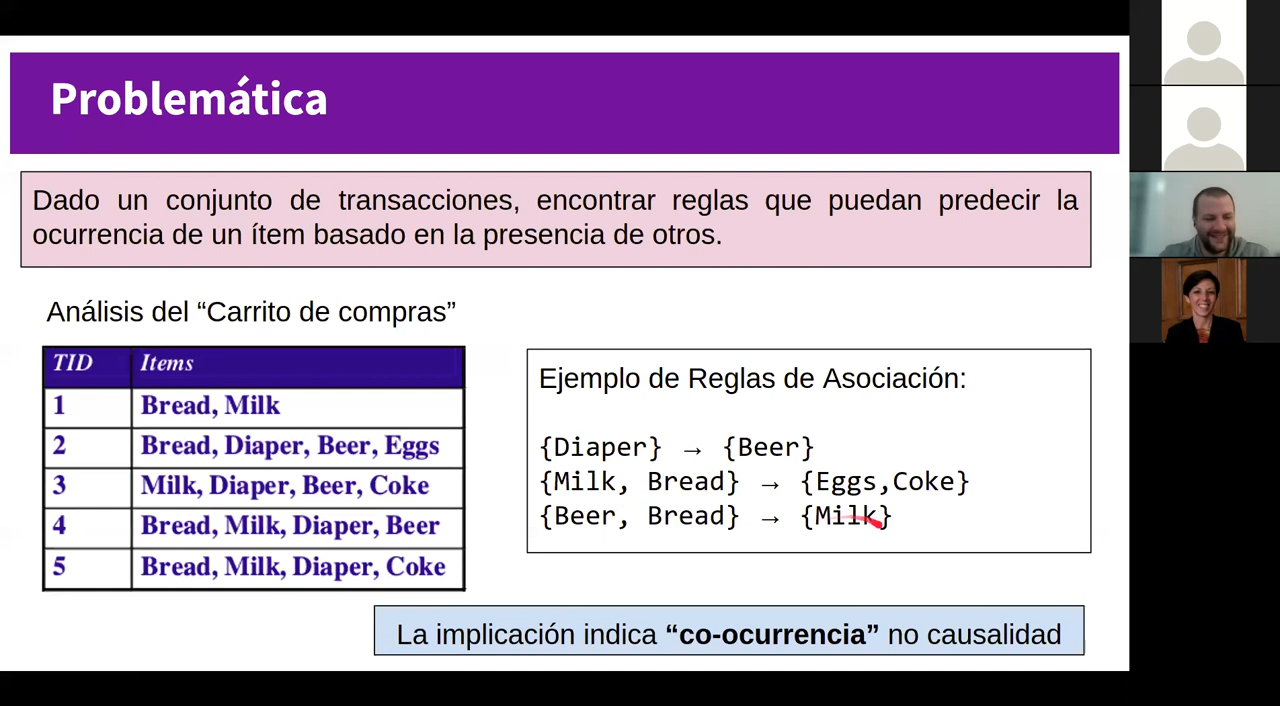 Problemática
Dado un conjunto de transacciones, encontrar reglas que puedan predecir la
ocurrencia de un ítem basado en la presencia de otros.
Análisis del “Carrito de compras”
TID Items
1 Bread, Milk
2 Bread, Diaper, Beer, Eggs
3 Milk, Diaper, Beer, Coke
4 Bread, Milk, Diaper, Beer
5 Bread, Milk, Diaper, Coke
Ejemplo de Reglas de Asociación:
{Diaper} → {Beer}
{Milk, Bread} → {Eggs,Coke}
{Beer, Bread} → {Milk}
La implicación indica “co-ocurrencia” no causalidad